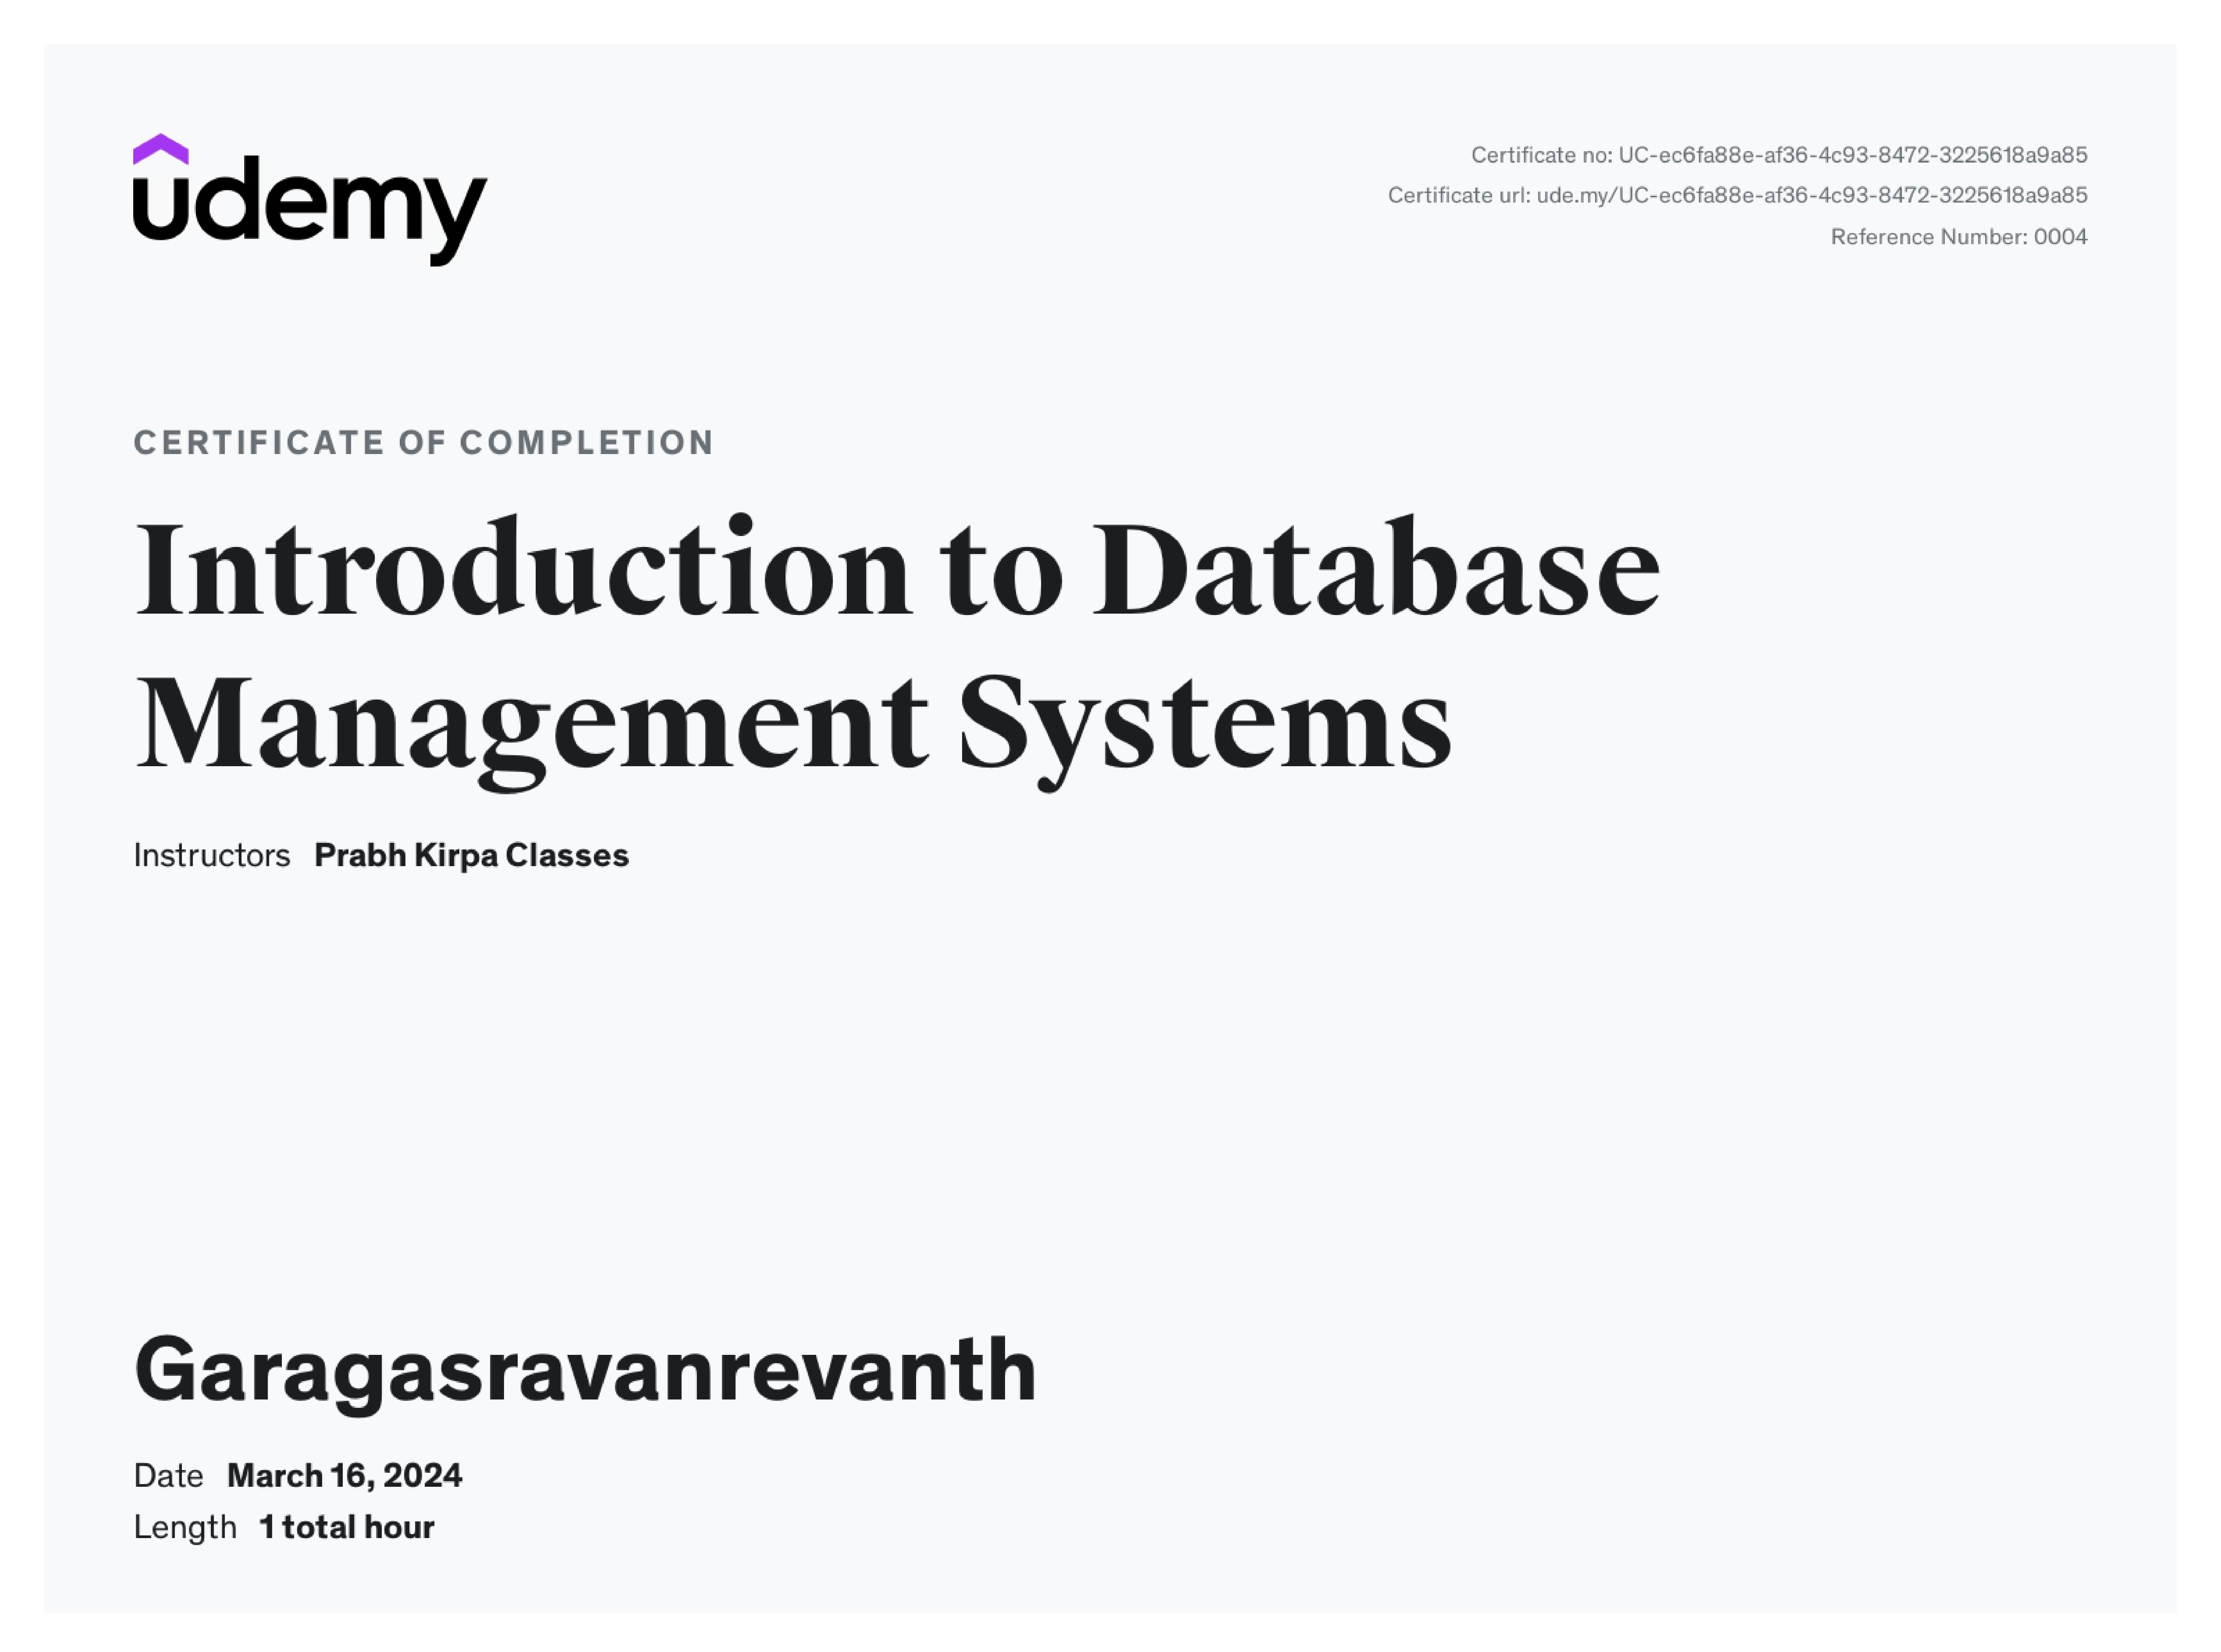 udemy
Certificate no: UC-ec6fa88e-af36-4c93-8472-3225618a9a85
Certificate url: ude.my/UC-ec6fa88e-af36-4c93-8472-3225618a9a85
Reference Number: 0004
CERTIFICATE OF COMPLETION
Introduction to Database
Management Systems
Instructors Prabh Kirpa Classes
Garagasravanrevanth
Date March 16, 2024
Length 1 total hour